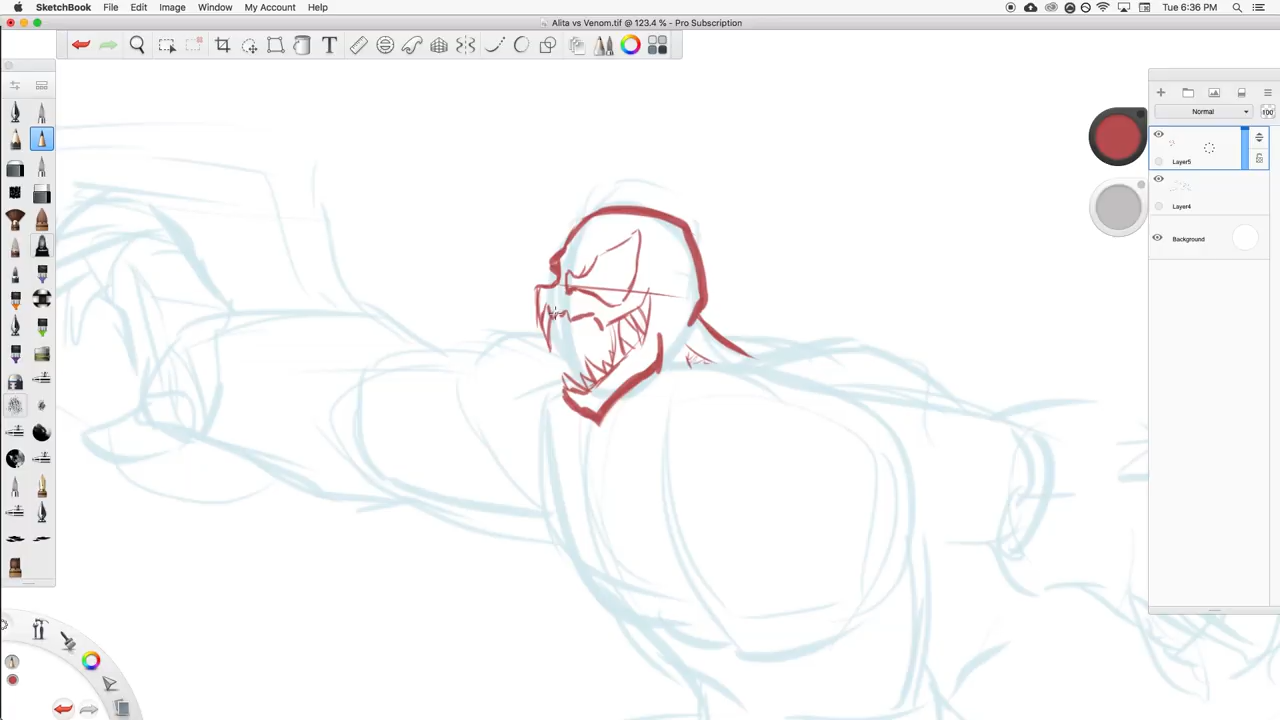 SketchBook File Edit Image Window My Account Help Tue 6:36 PM
Alita vs Venom.tif @ 123.4 % - Pro Subscription
T
Normal 100
Layer5
Layer4
Background